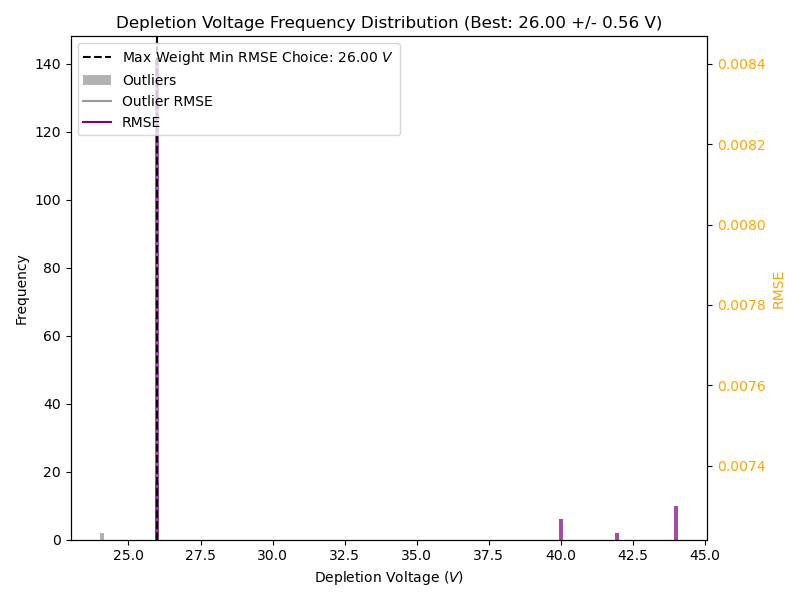 Depletion Voltage Frequency Distribution (Best: 26.00 +/- 0.56 V)
Max Weight Min RMSE Choice: 26.00 V
Outliers
Outlier RMSE
RMSE
Frequency
140
120
100
80
60
40
20
0
0.0084
0.0082
0.0080
0.0078
0.0076
0.0074
RMSE
25.0 27.5 30.0 32.5 35.0 37.5 40.0 42.5 45.0
Depletion Voltage (V)